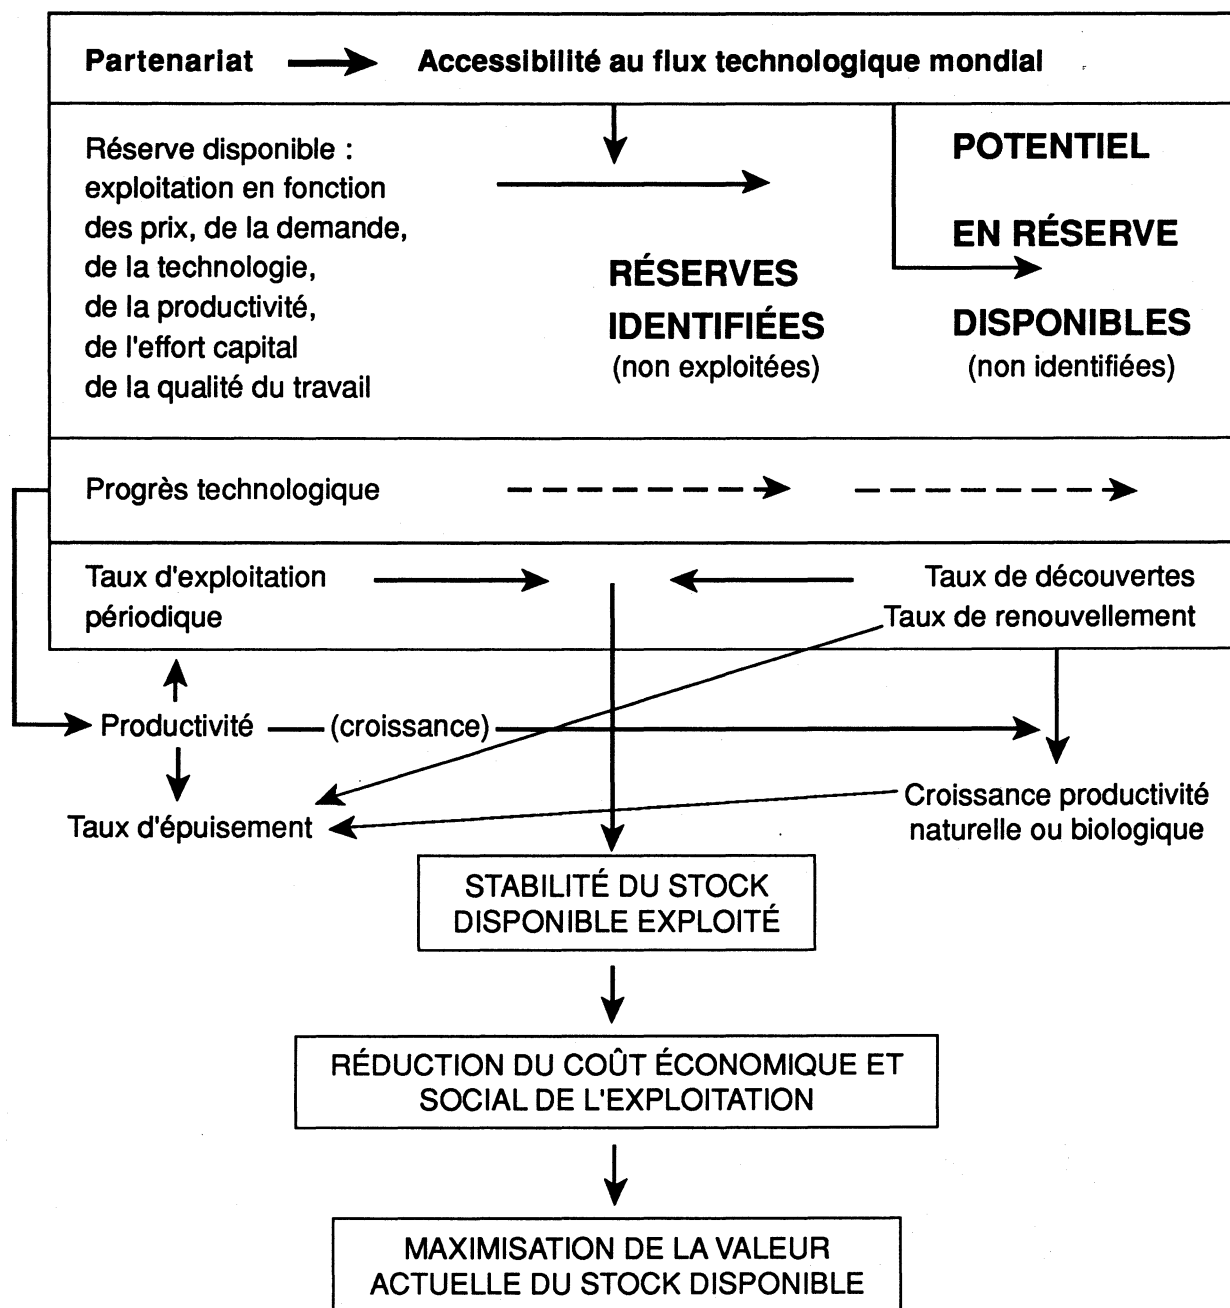 Partenariat Accessibilité au flux technologique mondial
Réserve disponible :
exploitation en fonction
des prix, de la demande,
de la technologie,
de la productivité,
de l'effort capital
de la qualité du travail
RÉSERVES
IDENTIFIÉES
(non exploitées)
POTENTIEL
EN RÉSERVE
DISPONIBLES
(non identifiées)
Progrès technologique
Taux d'exploitation
périodique
Taux de découvertes
Taux de renouvellement
Productivité (croissance)
Taux d'épuisement
Croissance productivité
naturelle ou biologique
STABILITÉ DU STOCK
DISPONIBLE EXPLOITÉ
RÉDUCTION DU COÛT ÉCONOMIQUE ET
SOCIAL DE L'EXPLOITATION
MAXIMISATION DE LA VALEUR
ACTUELLE DU STOCK DISPONIBLE